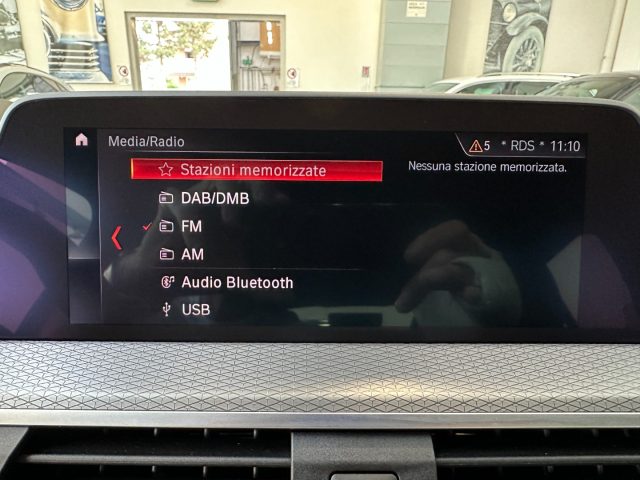 Media/Radio
5 * RDS * 11:10
Stazioni memorizzate
Nessuna stazione memorizzata.
DAB/DMB
FM
AM
Audio Bluetooth
USB